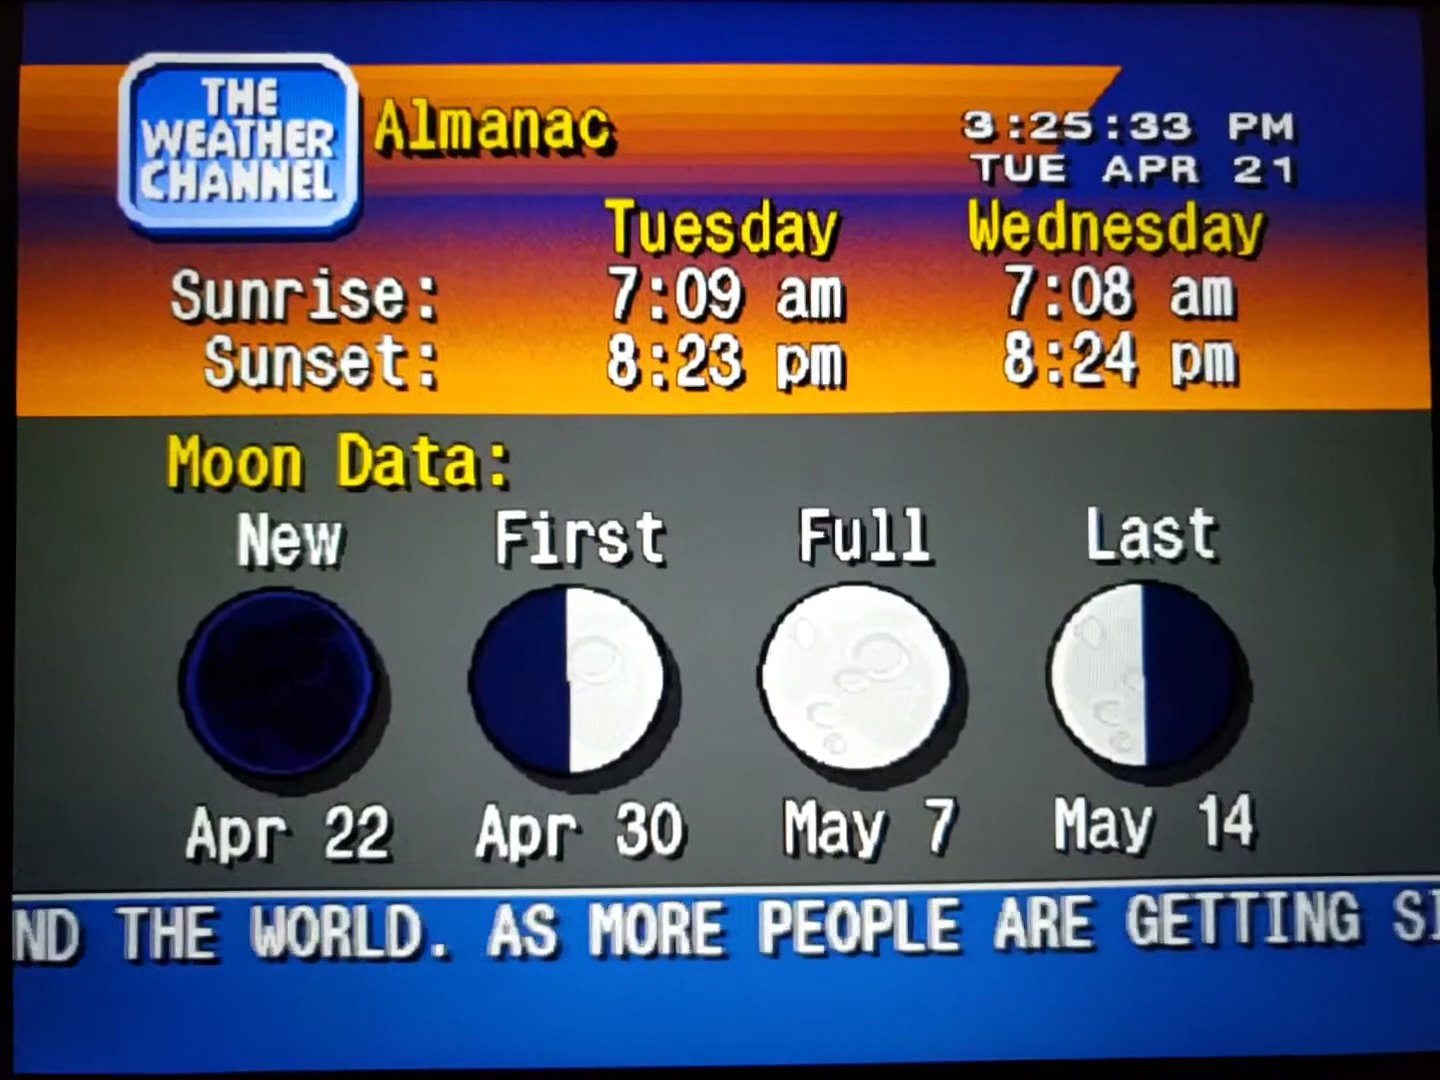 THE
WEATHER
CHANNEL
Almanac
3:25:33 PM
TUE APR 21
Tuesday Wednesday
Sunrise: 7:09 am 7:08 am
Sunset: 8:23 pm 8:24 pm
Moon Data:
New First Full Last
Apr 22 Apr 30 May 7 May 14
THE WORLD. AS MORE PEOPLE ARE GETTING